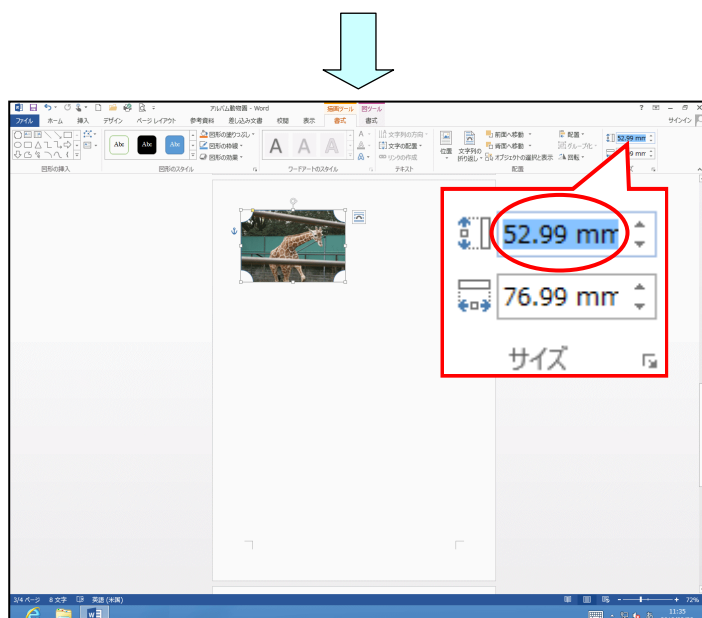 アルバム動物園 - Word
描画ツール 図ツール
ファイル ホーム 挿入 デザイン ページ レイアウト 参考資料 差し込み文書 校閲 表示 書式 書式
サインイン
Abc Abc Abc
図形の塗りつぶし
図形の枠線
図形の効果
A A A
文字列の方向
文字の配置
リンクの作成
位置
文字列の
折り返し
前面へ移動
背面へ移動
オブジェクトの選択と表示
配置
グループ化
回転
52.99 mm
図形の挿入 図形のスタイル ワードアートのスタイル テキスト 配置
52.99 mm
76.99 mm
サイズ
3/4 ページ 8 文字 英語 (米国)
72%
11:35